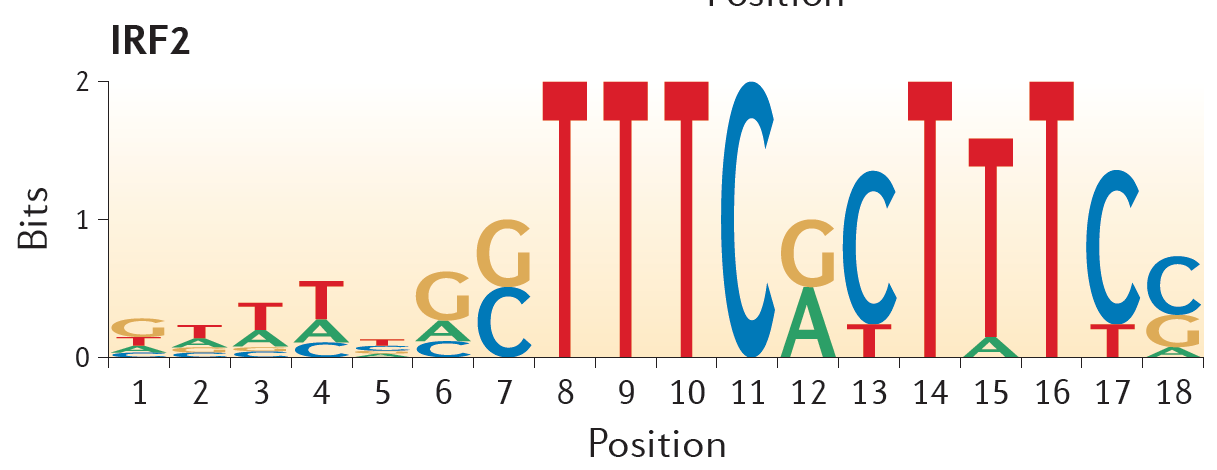 Position
IRF2
Bits
2
1
0
G T T T T G G T T T C G C T T T C C
T A A A C A C A T A T G
A G G C G C A
C C C A
1 2 3 4 5 6 7 8 9 10 11 12 13 14 15 16 17 18
Position